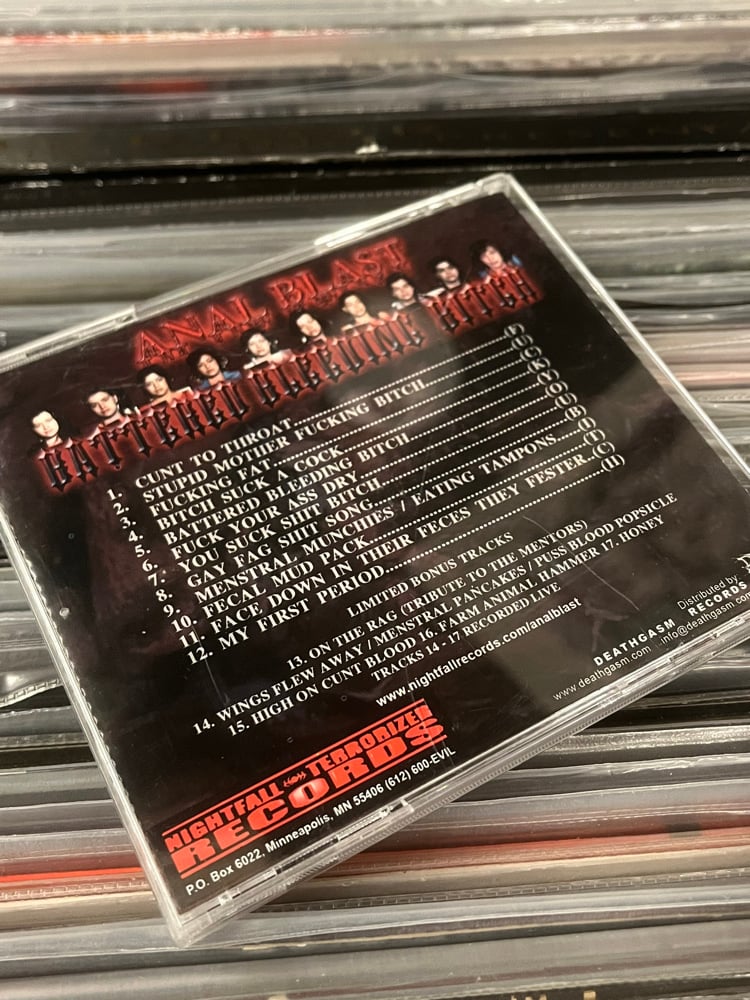 ANAL BLAST
BATTERED BLEEDING BITCH
1. CUNT TO THROAT..........(F)
2. STUPID MOTHER FUCKING BITCH..........(U)
3. FUCKING FAT..........(C)
4. BITCH SUCK A COCK..........(K)
5. BATTERED BLEEDING BITCH..........(Y)
6. FUCK YOUR ASS DRY..........(O)
7. YOU SUCK SHIT BITCH..........(U)
8. GAY FAG SHIT SONG..........(B)
9. MENSTRAL MUNCHIES / EATING TAMPONS....(I)
10. FECAL MUD PACK..........(T)
11. FACE DOWN IN THEIR FECES THEY FESTER..(C)
12. MY FIRST PERIOD..........(H)
LIMITED BONUS TRACKS
13. ON THE RAG (TRIBUTE TO THE MENTORS)
14. WINGS FLEW AWAY / MENSTRAL PANCAKES / PUSS BLOOD POPSICLE
15. HIGH ON CUNT BLOOD 16. FARM ANIMAL HAMMER 17. HONEY
TRACKS 14 - 17 RECORDED LIVE
www.nightfallrecords.com/analblast
Distributed by
DEATHGASM RECORDS
www.deathgasm.com info@deathgasm.com
NIGHTFALL TERRORIZER
RECORDS
P.O. Box 6022, Minneapolis, MN 55406 (612) 600-EVIL